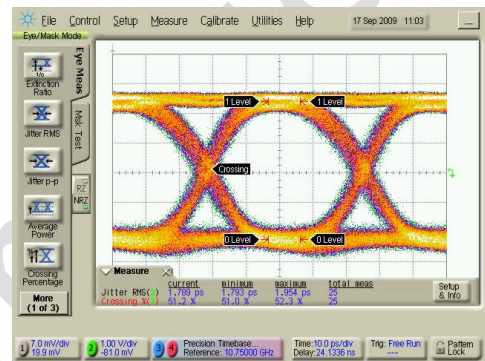 File Control Setup Measure Calibrate Utilities Help 17 Sep 2009 11:03
Eye/Mask
Mode
Extinction
Ratio
Jitter RMS
Jitter p-p
Average
Power
Crossing
Percentage
More
(1 of 3)
Eye Meas
Msk Test
RZ
NRZ
1 Level 1 Level
Crossing
0 Level 0 Level
Measure
current minimum maximum total meas
Jitter RMS( ) 1.789 ps 1.793 ps 1.954 ps 25
Crossing %( ) 51.2 % 51.0 % 52.3 % 25
Setup
& Info
1 7.0 mV/div
19.9 mV
2 1.00 V/div
-81.0 mV
3 4 Precision Timebase...
Reference: 10.75000 GHz
Time:10.0 ps/div
Delay:24.1336 ns
Trig: Free Run
---
Pattern
Lock